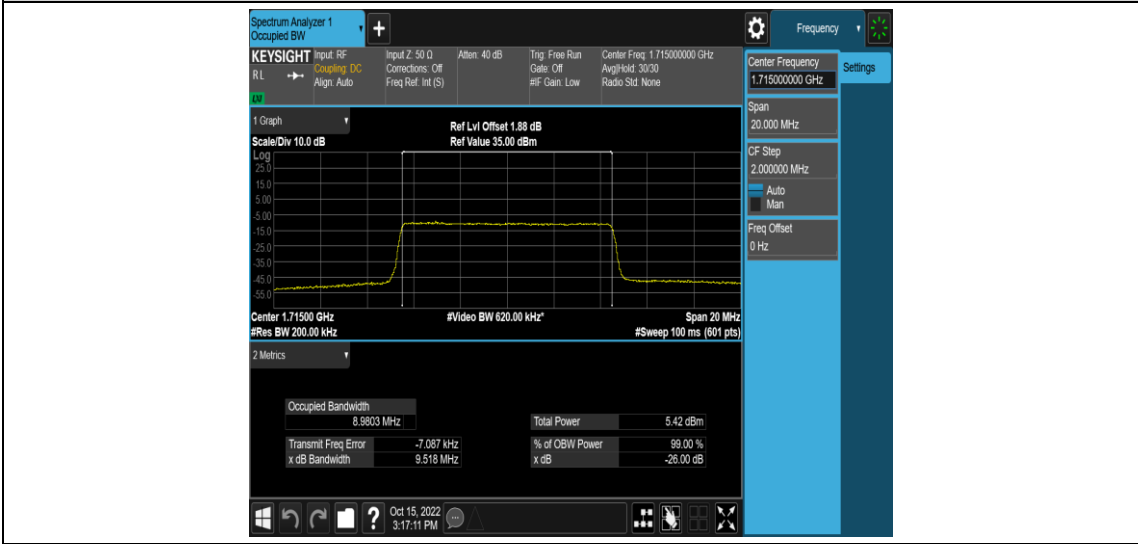 Spectrum Analyzer 1
Occupied BW
+
Frequency
KEYSIGHT
RL
LXI
Input: RF
Coupling: DC
Align: Auto
Input Z: 50 Ω
Corrections: Off
Freq Ref: Int (S)
Atten: 40 dB
Trig: Free Run
Gate: Off
#IF Gain: Low
Center Freq: 1.715000000 GHz
Avg|Hold: 30/30
Radio Std: None
Center Frequency
1.715000000 GHz
Settings
Span
20.000 MHz
CF Step
2.000000 MHz
Auto
Man
Freq Offset
0 Hz
1 Graph
Ref Lvl Offset 1.88 dB
Scale/Div 10.0 dB
Ref Value 35.00 dBm
Log
25.0
15.0
5.00
-5.00
-15.0
-25.0
-35.0
-45.0
-55.0
Center 1.71500 GHz
#Video BW 620.00 kHz*
Span 20 MHz
#Res BW 200.00 kHz
#Sweep 100 ms (601 pts)
2 Metrics
Occupied Bandwidth
8.9803 MHz
Total Power
5.42 dBm
Transmit Freq Error
-7.087 kHz
% of OBW Power
99.00 %
x dB Bandwidth
9.518 MHz
x dB
-26.00 dB
?
Oct 15, 2022
3:17:11 PM